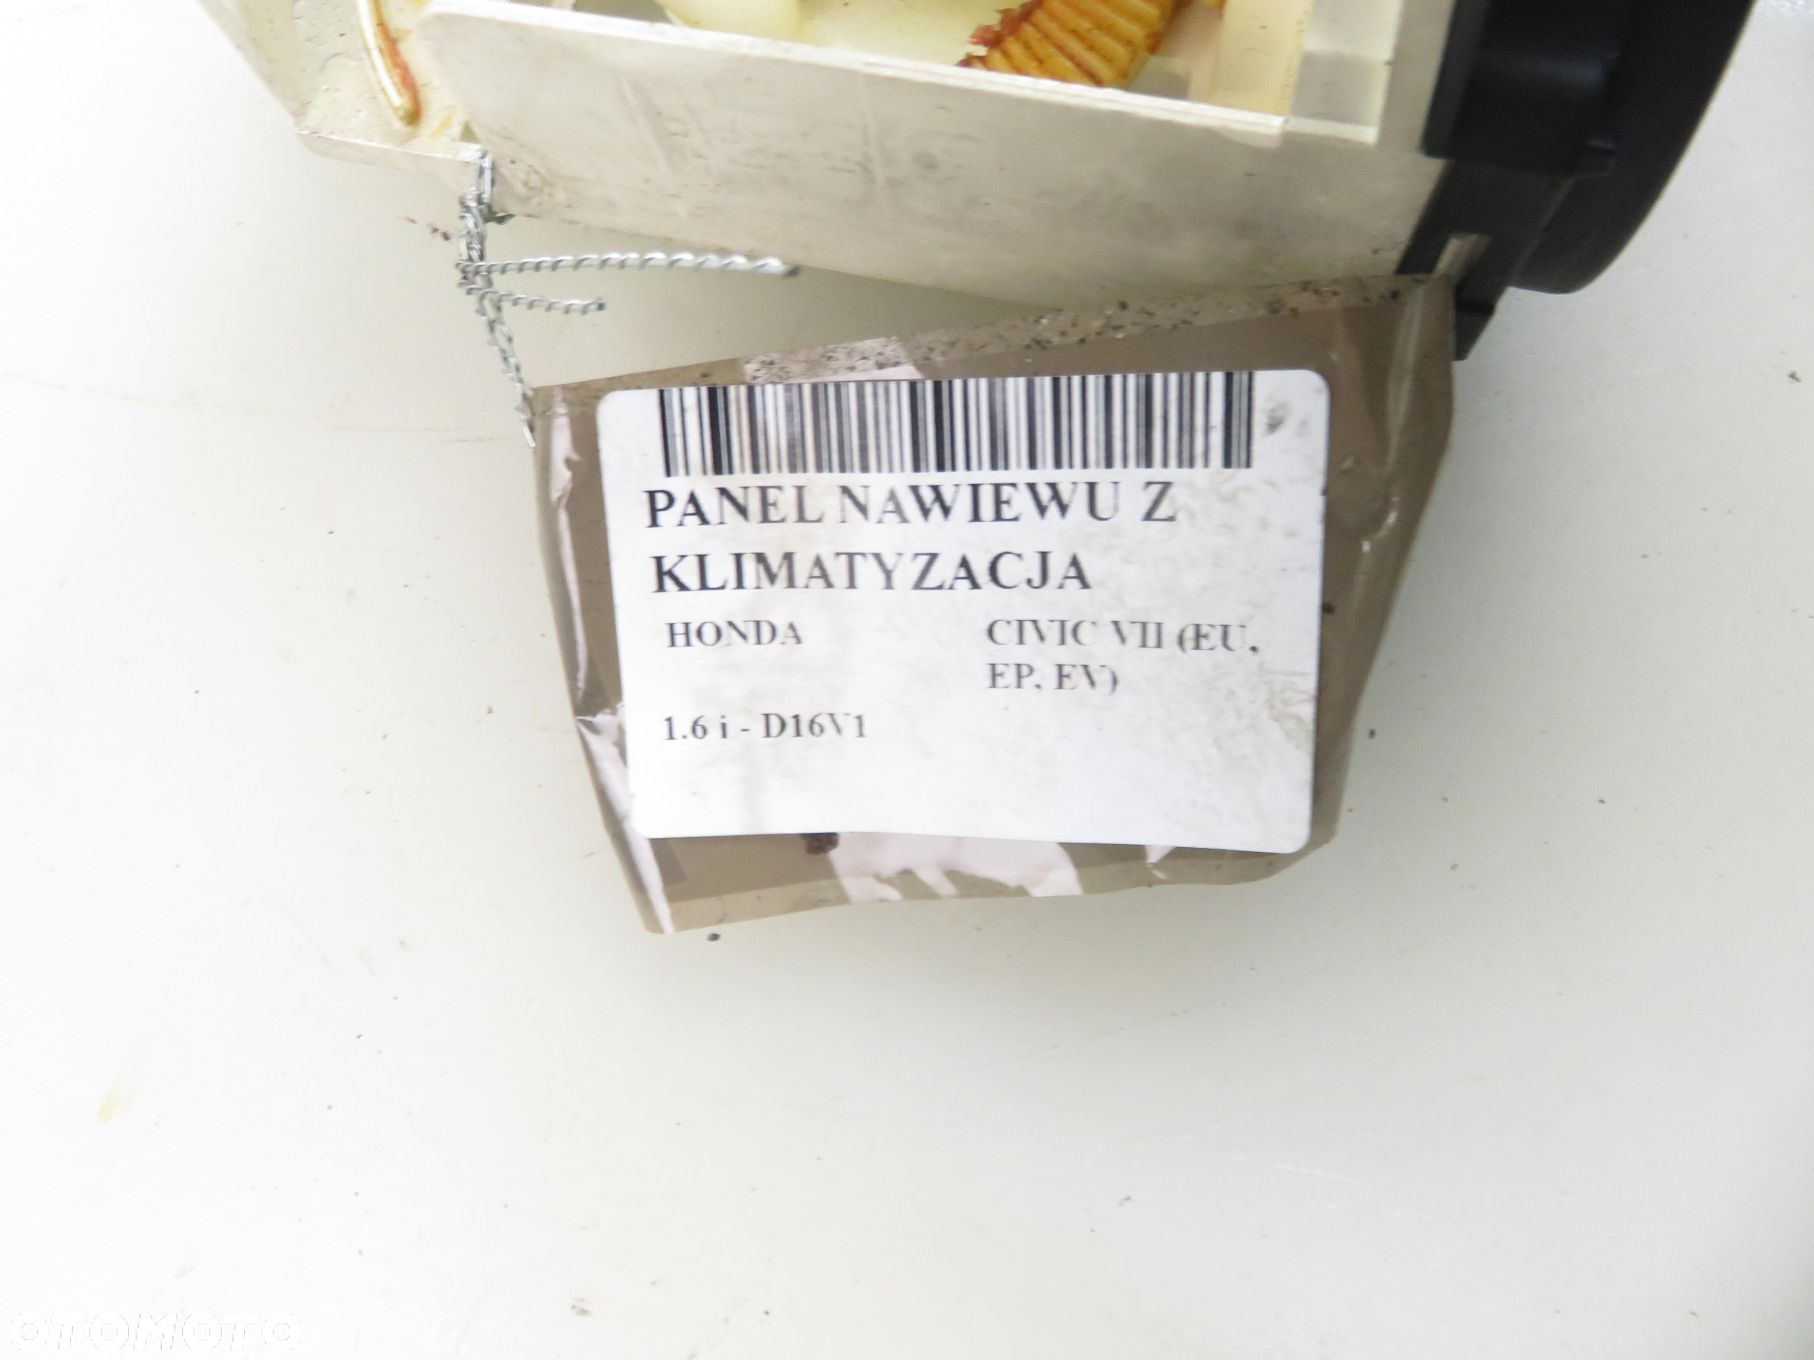 PANEL NAWIEWU Z
KLIMATYZACJA
HONDA CIVIC VII (EU,
EP, EV)
1.6 i - D16V1
OTOMOTO